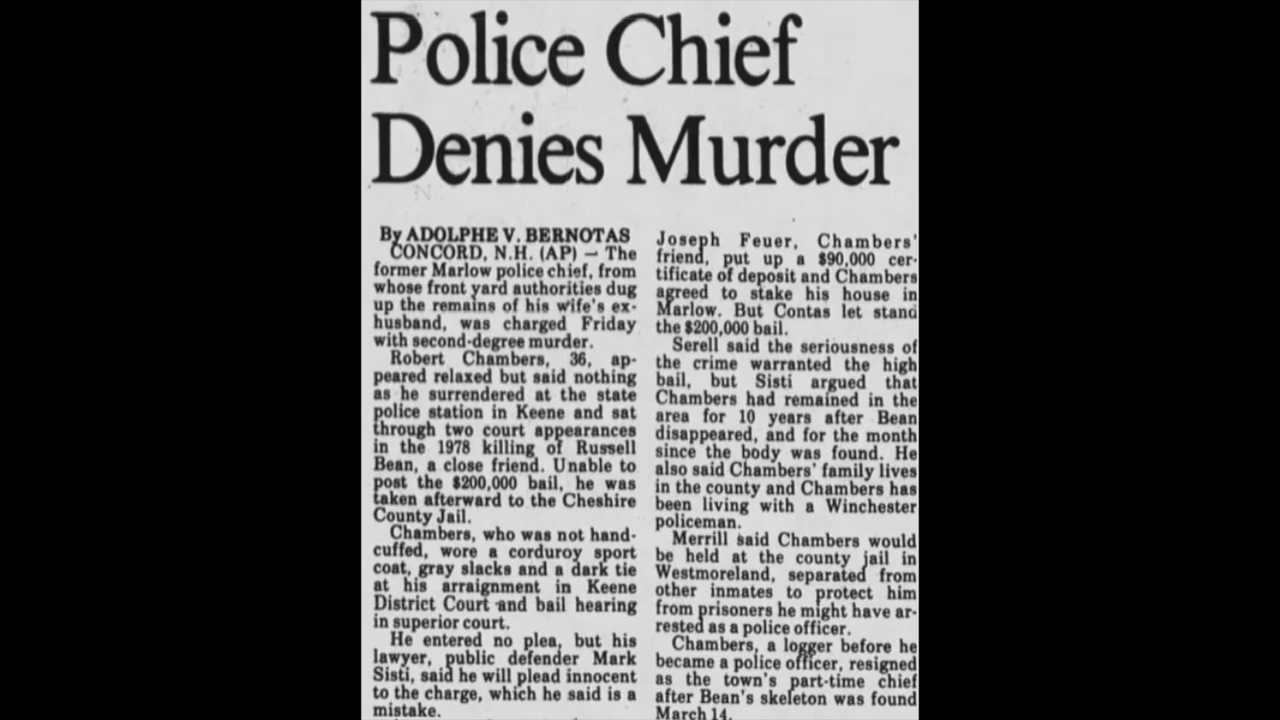 Police Chief
Denies Murder
By ADOLPHE V. BERNOTAS
CONCORD, N.H. (AP) — The
former Marlow police chief, from
whose front yard authorities dug
up the remains of his wife's ex-
husband, was charged Friday
with second-degree murder.
Robert Chambers, 36, ap-
peared relaxed but said nothing
as he surrendered at the state
police station in Keene and sat
through two court appearances
in the 1978 killing of Russell
Bean, a close friend. Unable to
post the $200,000 bail, he was
taken afterward to the Cheshire
County Jail.
Chambers, who was not hand-
cuffed, wore a corduroy sport
coat, gray slacks and a dark tie
at his arraignment in Keene
District Court and bail hearing
in superior court.
He entered no plea, but his
lawyer, public defender Mark
Sisti, said he will plead innocent
to the charge, which he said is a
mistake.
Joseph Feuer, Chambers'
friend, put up a $90,000 cer-
tificate of deposit and Chambers
agreed to stake his house in
Marlow. But Contas let stand
the $200,000 bail.
Serell said the seriousness of
the crime warranted the high
bail, but Sisti argued that
Chambers had remained in the
area for 10 years after Bean
disappeared, and for the month
since the body was found. He
also said Chambers' family lives
in the county and Chambers has
been living with a Winchester
policeman.
Merrill said Chambers would
be held at the county jail in
Westmoreland, separated from
other inmates to protect him
from prisoners he might have ar-
rested as a police officer.
Chambers, a logger before he
became a police officer, resigned
as the town's part-time chief
after Bean's skeleton was found
March 14.